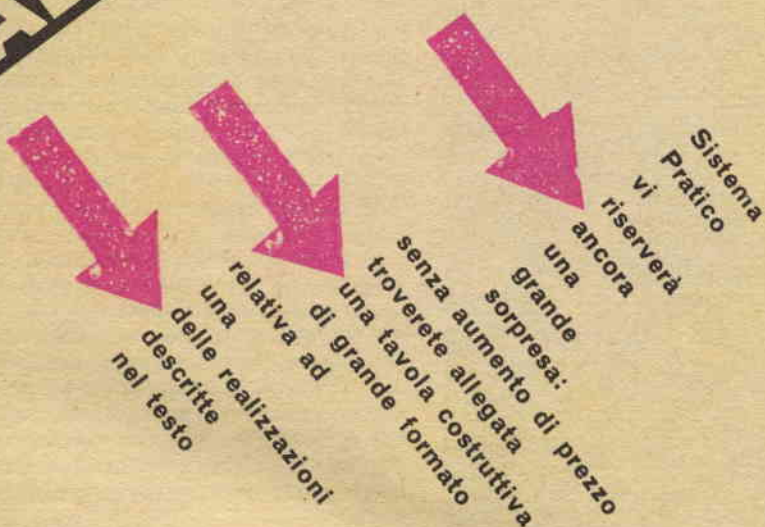 Sistema
Pratico
vi
riserverà
ancora
una
grande
sorpresa:
senza aumento di prezzo
troverete allegata
una tavola costruttiva
di grande formato
relativa ad
una
delle realizzazioni
descritte
nel testo